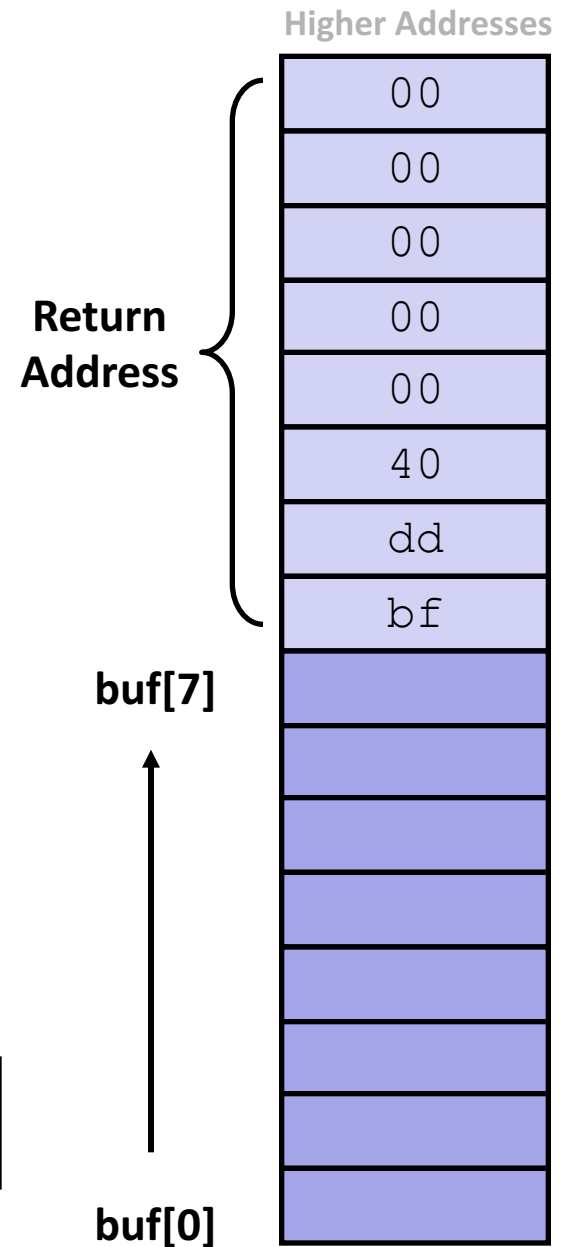 Higher Addresses
00
00
00
00
00
40
dd
bf
Return
Address
buf[7]
buf[0]